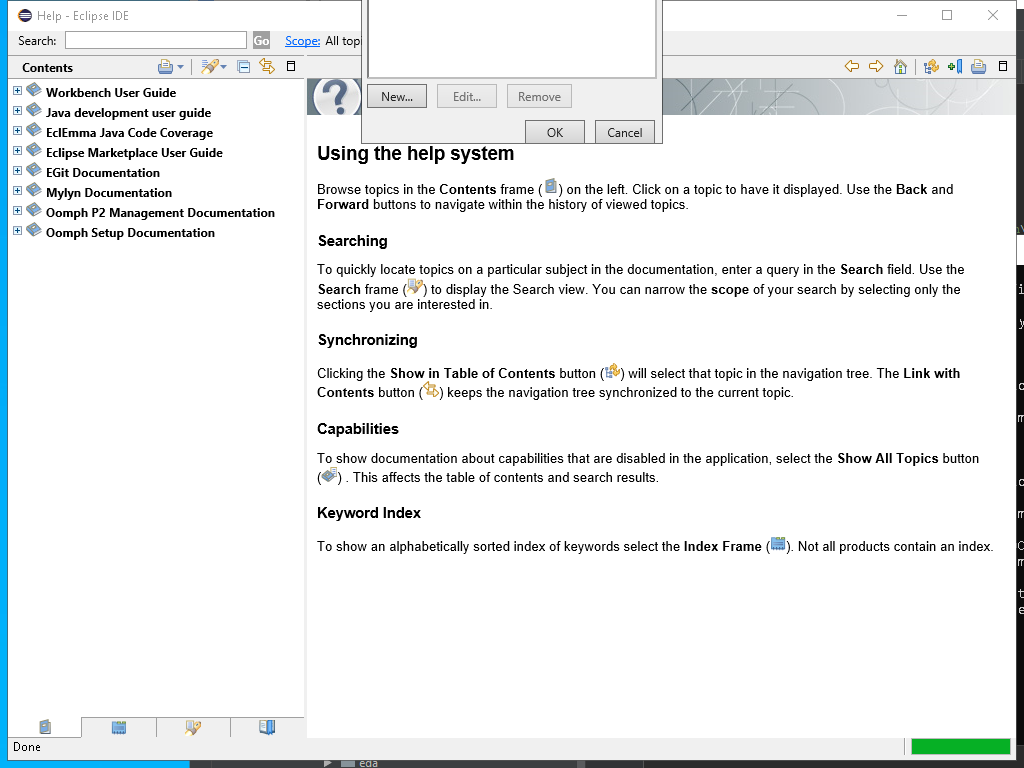 Help - Eclipse IDE
Search:
Go
Scope:
All topi
Contents
Workbench User Guide
Java development user guide
EclEmma Java Code Coverage
Eclipse Marketplace User Guide
EGit Documentation
Mylyn Documentation
Oomph P2 Management Documentation
Oomph Setup Documentation
New...
Edit...
Remove
OK
Cancel
Using the help system
Browse topics in the Contents frame ( ) on the left. Click on a topic to have it displayed. Use the Back and
Forward buttons to navigate within the history of viewed topics.
Searching
To quickly locate topics on a particular subject in the documentation, enter a query in the Search field. Use the
Search frame ( ) to display the Search view. You can narrow the scope of your search by selecting only the
sections you are interested in.
Synchronizing
Clicking the Show in Table of Contents button ( ) will select that topic in the navigation tree. The Link with
Contents button ( ) keeps the navigation tree synchronized to the current topic.
Capabilities
To show documentation about capabilities that are disabled in the application, select the Show All Topics button
( ) . This affects the table of contents and search results.
Keyword Index
To show an alphabetically sorted index of keywords select the Index Frame ( ). Not all products contain an index.
Done
eda